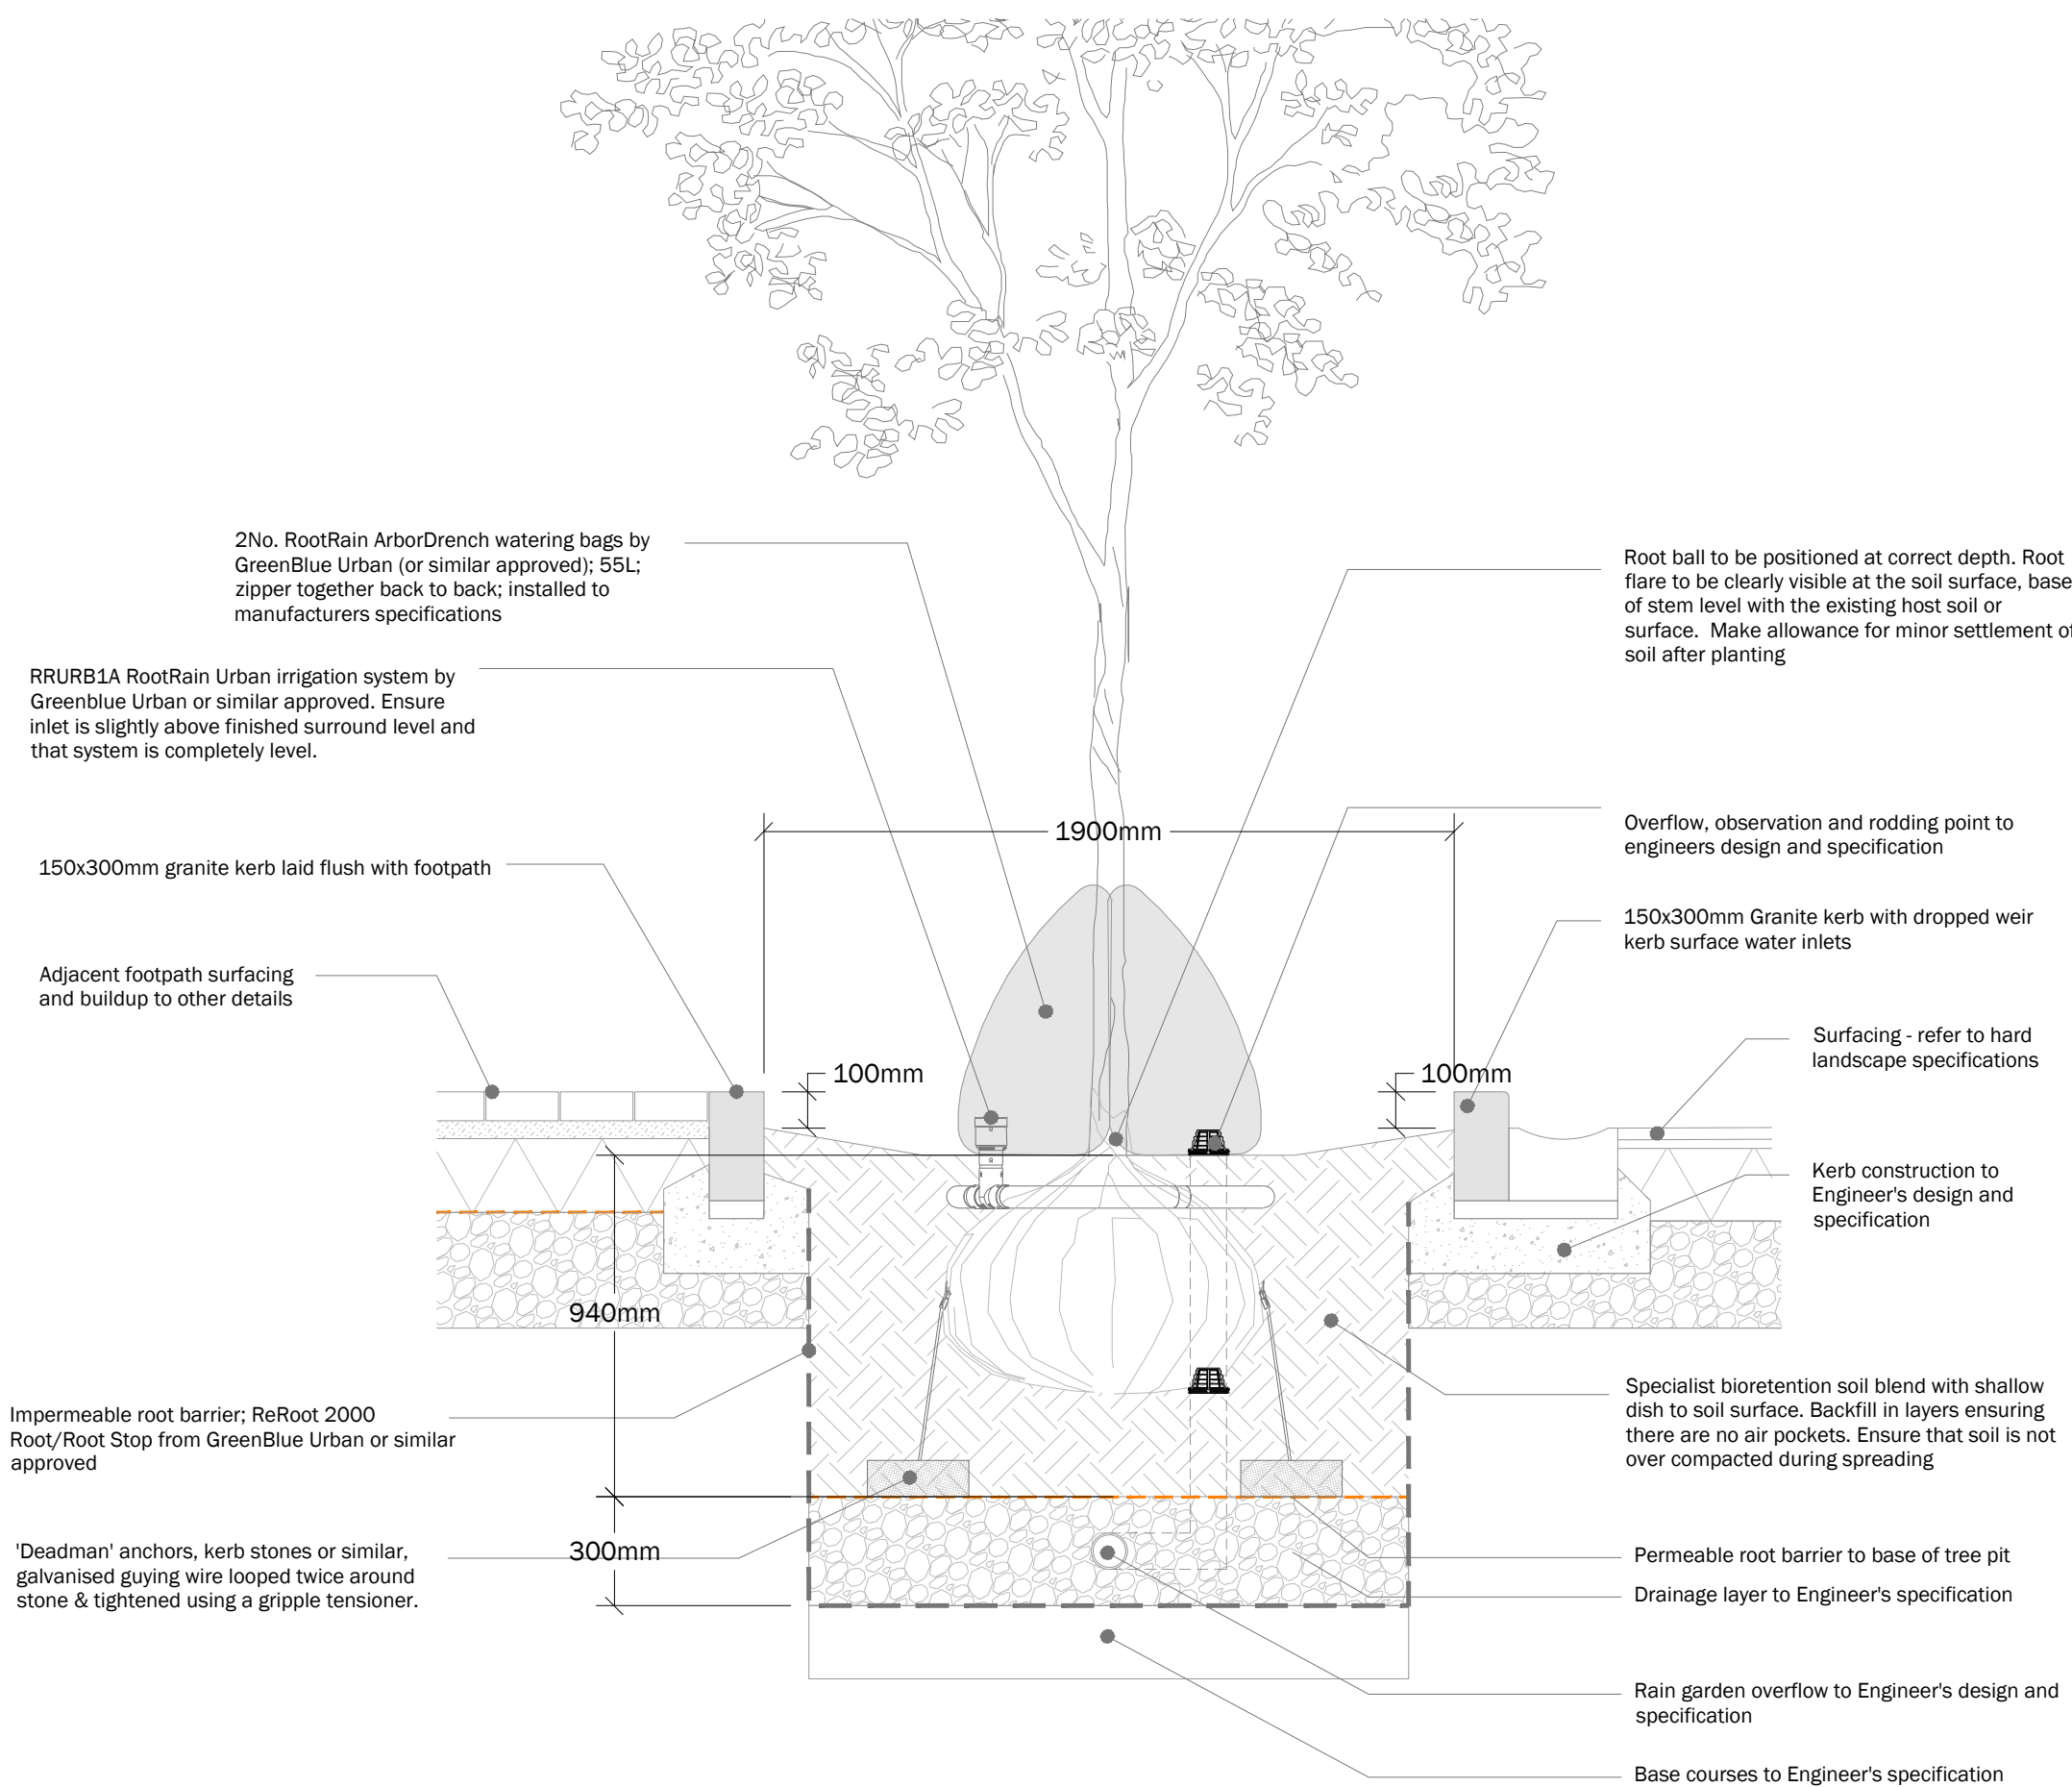 2No. RootRain ArborDrench watering bags by
GreenBlue Urban (or similar approved); 55L;
zipper together back to back; installed to
manufacturers specifications
RRURB1A RootRain Urban irrigation system by
Greenblue Urban or similar approved. Ensure
inlet is slightly above finished surround level and
that system is completely level.
150x300mm granite kerb laid flush with footpath
Adjacent footpath surfacing
and buildup to other details
Impermeable root barrier; ReRoot 2000
Root/Root Stop from GreenBlue Urban or similar
approved
'Deadman' anchors, kerb stones or similar,
galvanised guying wire looped twice around
stone & tightened using a gripple tensioner.
1900mm
100mm
100mm
940mm
300mm
Root ball to be positioned at correct depth. Root
flare to be clearly visible at the soil surface, base
of stem level with the existing host soil or
surface.  Make allowance for minor settlement of
soil after planting
Overflow, observation and rodding point to
engineers design and specification
150x300mm Granite kerb with dropped weir
kerb surface water inlets
Surfacing - refer to hard
landscape specifications
Kerb construction to
Engineer's design and
specification
Specialist bioretention soil blend with shallow
dish to soil surface. Backfill in layers ensuring
there are no air pockets. Ensure that soil is not
over compacted during spreading
Permeable root barrier to base of tree pit
Drainage layer to Engineer's specification
Rain garden overflow to Engineer's design and
specification
Base courses to Engineer's specification